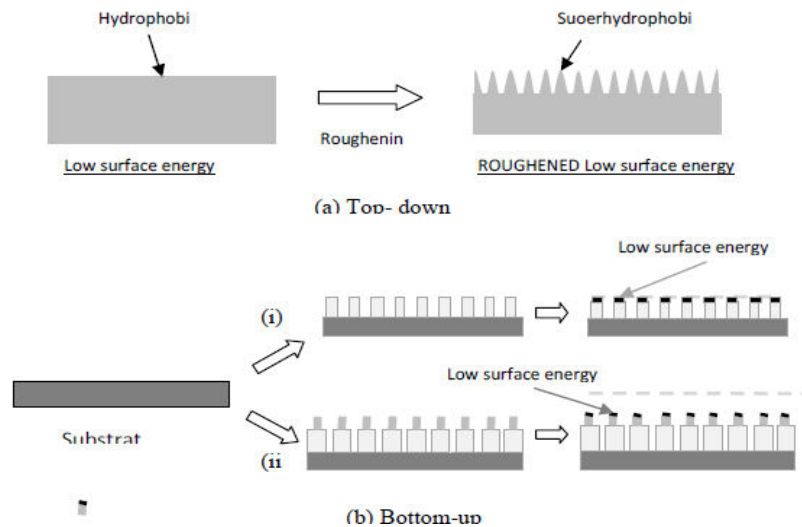 Hydrophobi
Suoerhydrophobi
Roughenin
Low surface energy
ROUGHENED Low surface energy
(a) Top- down
Low surface energy
(i)
Low surface energy
Substrat
(ii
(b) Bottom-up